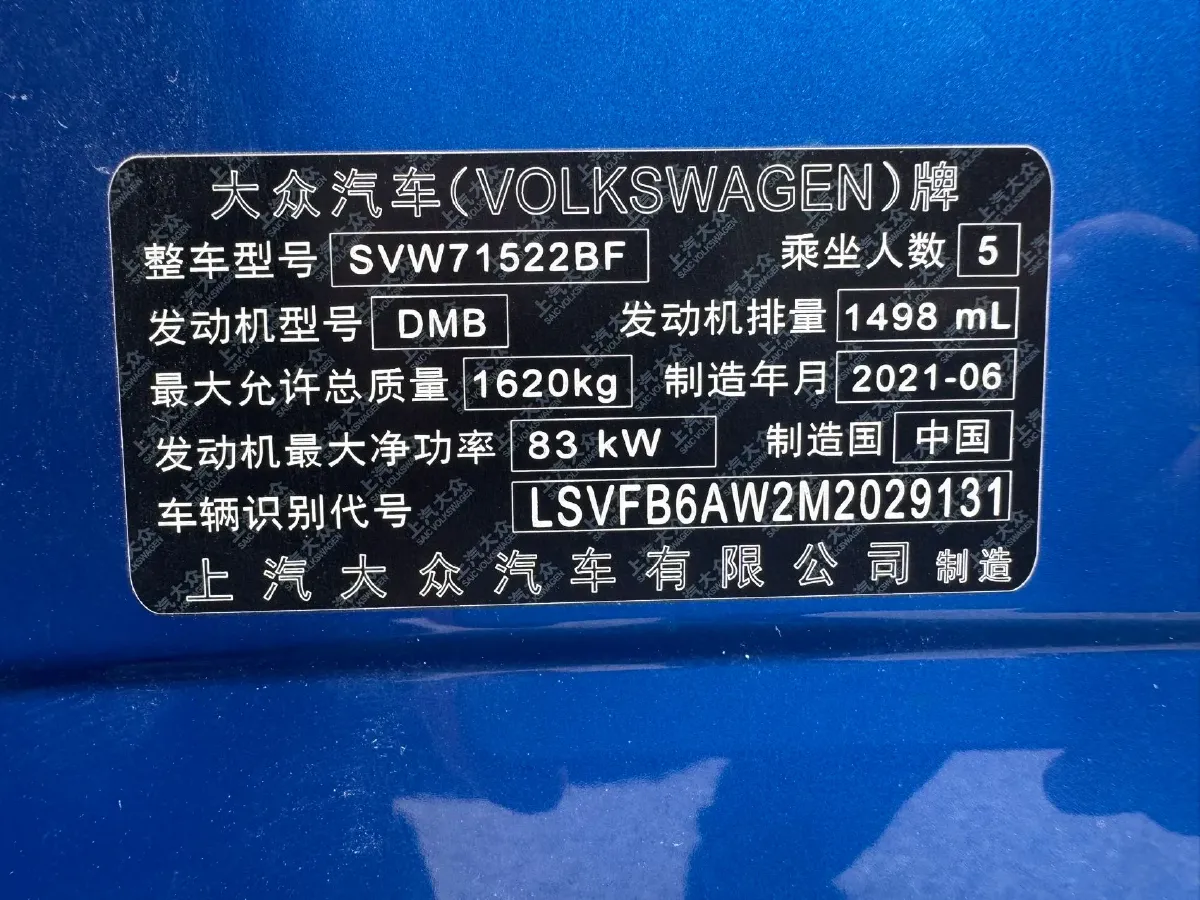 大众汽车(VOLKSWAGEN)牌
整车型号 SVW71522BF 乘坐人数 5
发动机型号 DMB 发动机排量 1498 mL
最大允许总质量 1620kg 制造年月 2021-06
发动机最大净功率 83 kW 制造国 中国
车辆识别代号 LSVFB6AW2M2029131
上汽大众汽车有限公司 制造